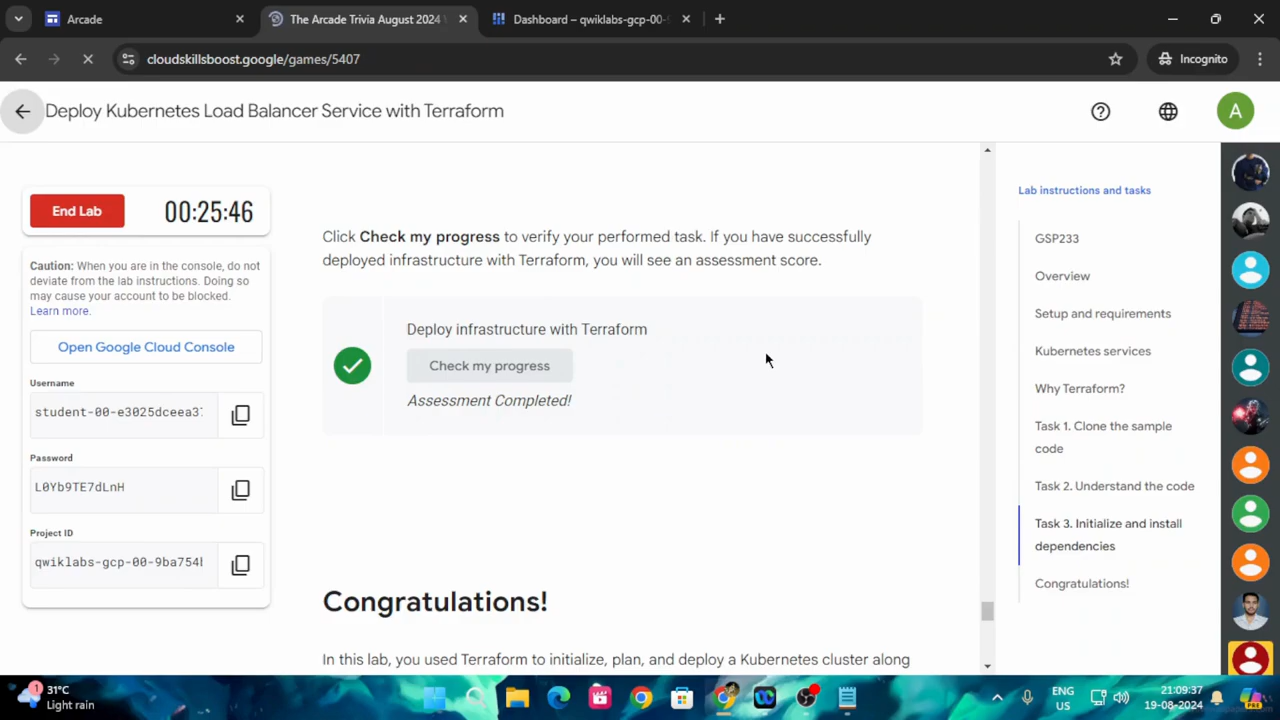 Arcade
The Arcade Trivia August 2024
Dashboard – qwiklabs-gcp-00-
cloudskillsboost.google/games/5407
Incognito
Deploy Kubernetes Load Balancer Service with Terraform
A
End Lab
00:25:46
Caution: When you are in the console, do not
deviate from the lab instructions. Doing so
may cause your account to be blocked.
Learn more.
Open Google Cloud Console
Username
student-00-e3025dceea37
Password
L0Yb9TE7dLnH
Project ID
qwiklabs-gcp-00-9ba754
Click Check my progress to verify your performed task. If you have successfully
deployed infrastructure with Terraform, you will see an assessment score.
Deploy infrastructure with Terraform
Check my progress
Assessment Completed!
Congratulations!
In this lab, you used Terraform to initialize, plan, and deploy a Kubernetes cluster along
Lab instructions and tasks
GSP233
Overview
Setup and requirements
Kubernetes services
Why Terraform?
Task 1. Clone the sample
code
Task 2. Understand the code
Task 3. Initialize and install
dependencies
Congratulations!
1
31°C
Light rain
ENG
US
21:09:37
19-08-2024
PRE